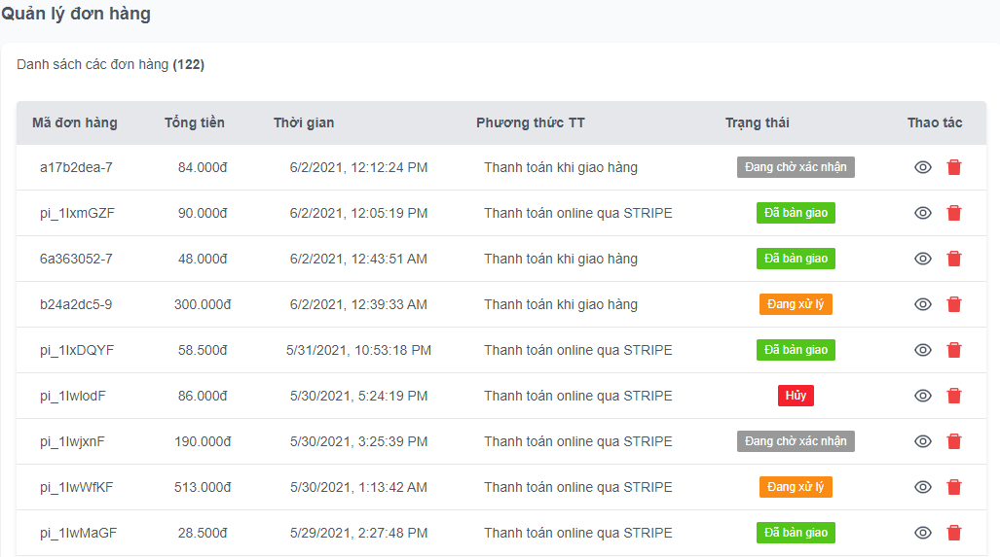 Quản lý đơn hàng
Danh sách các đơn hàng (122)
Mã đơn hàng Tổng tiền Thời gian Phương thức TT Trạng thái Thao tác
a17b2dea-7 84.000đ 6/2/2021, 12:12:24 PM Thanh toán khi giao hàng Đang chờ xác nhận
pi_1IxmGZF 90.000đ 6/2/2021, 12:05:19 PM Thanh toán online qua STRIPE Đã bàn giao
6a363052-7 48.000đ 6/2/2021, 12:43:51 AM Thanh toán khi giao hàng Đã bàn giao
b24a2dc5-9 300.000đ 6/2/2021, 12:39:33 AM Thanh toán khi giao hàng Đang xử lý
pi_1IxDQYF 58.500đ 5/31/2021, 10:53:18 PM Thanh toán online qua STRIPE Đã bàn giao
pi_1IwlodF 86.000đ 5/30/2021, 5:24:19 PM Thanh toán online qua STRIPE Hủy
pi_1IwjxnF 190.000đ 5/30/2021, 3:25:39 PM Thanh toán online qua STRIPE Đang chờ xác nhận
pi_1IwWfKF 513.000đ 5/30/2021, 1:13:42 AM Thanh toán online qua STRIPE Đang xử lý
pi_1IwMaGF 28.500đ 5/29/2021, 2:27:48 PM Thanh toán online qua STRIPE Đã bàn giao